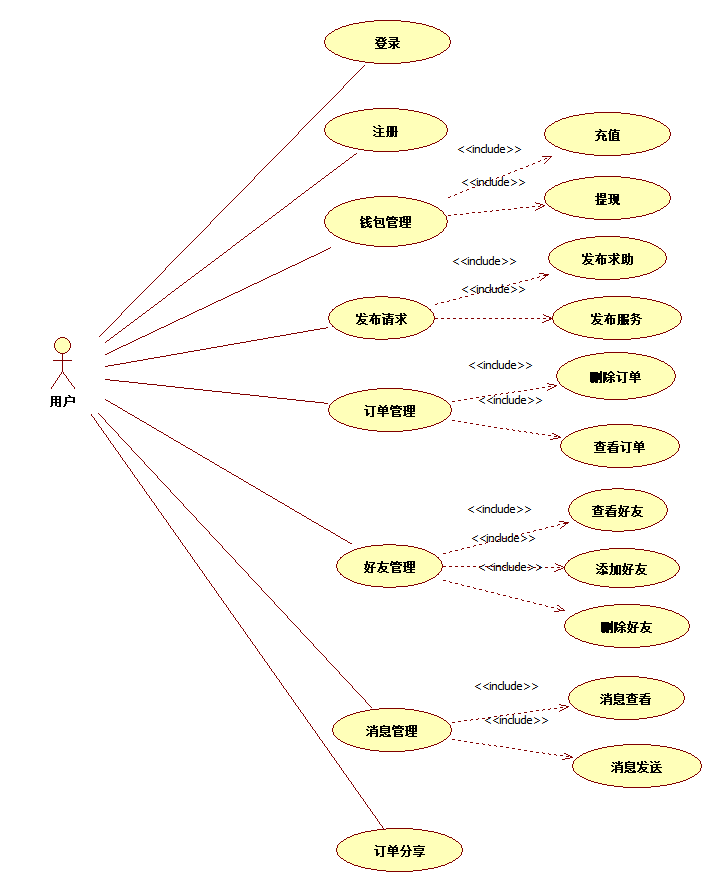 登录
注册
充值
<<include>>
<<include>>
提现
钱包管理
发布求助
<<include>>
<<include>>
发布请求
发布服务
用户
<<include>>
删除订单
<<include>>
订单管理
查看订单
<<include>>
查看好友
<<include>>
好友管理
<<include>>
添加好友
删除好友
<<include>>
消息查看
<<include>>
消息管理
消息发送
订单分享